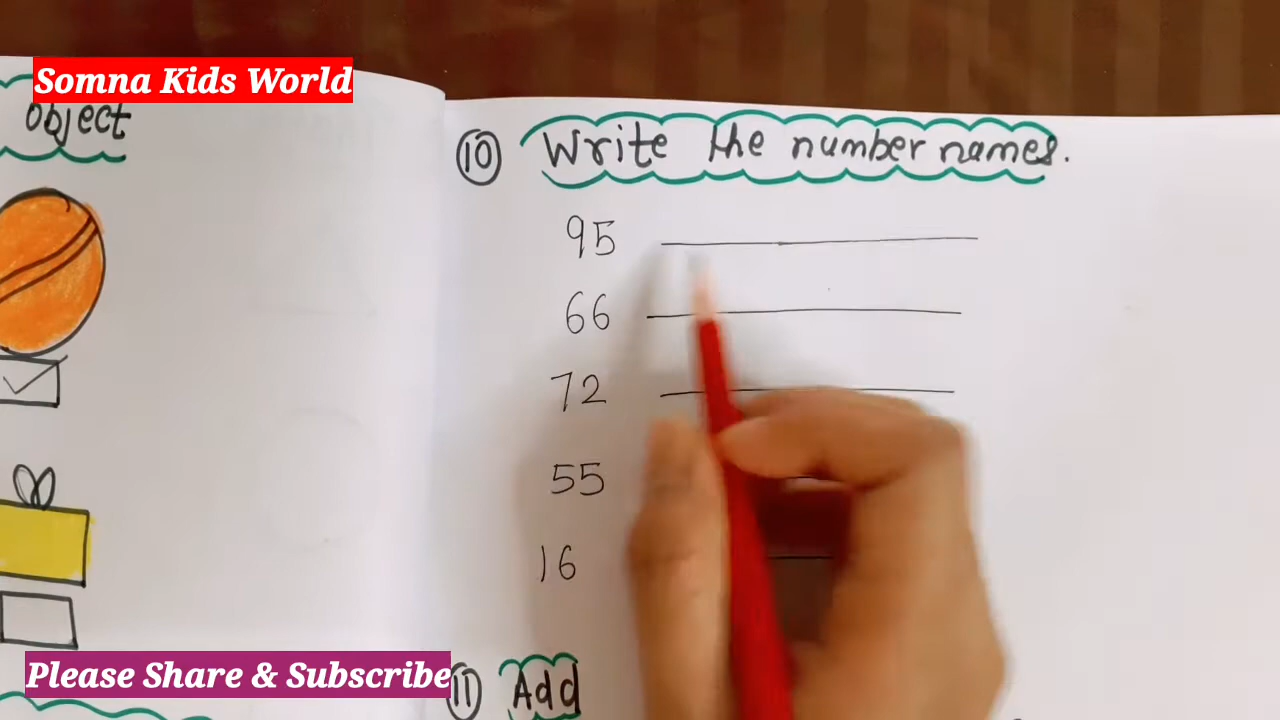 Somna Kids World
object
10 Write the number names.
95
66
72
55
16
11 Add
Please Share & Subscribe